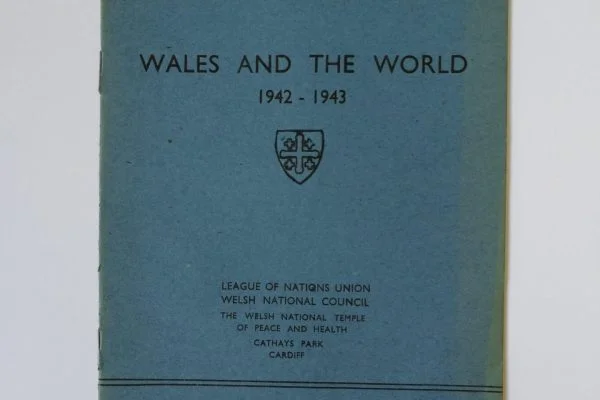 WALES AND THE WORLD
1942 - 1943
LEAGUE OF NATIONS UNION
WELSH NATIONAL COUNCIL
THE WELSH NATIONAL TEMPLE
OF PEACE AND HEALTH
CATHAYS PARK
CARDIFF